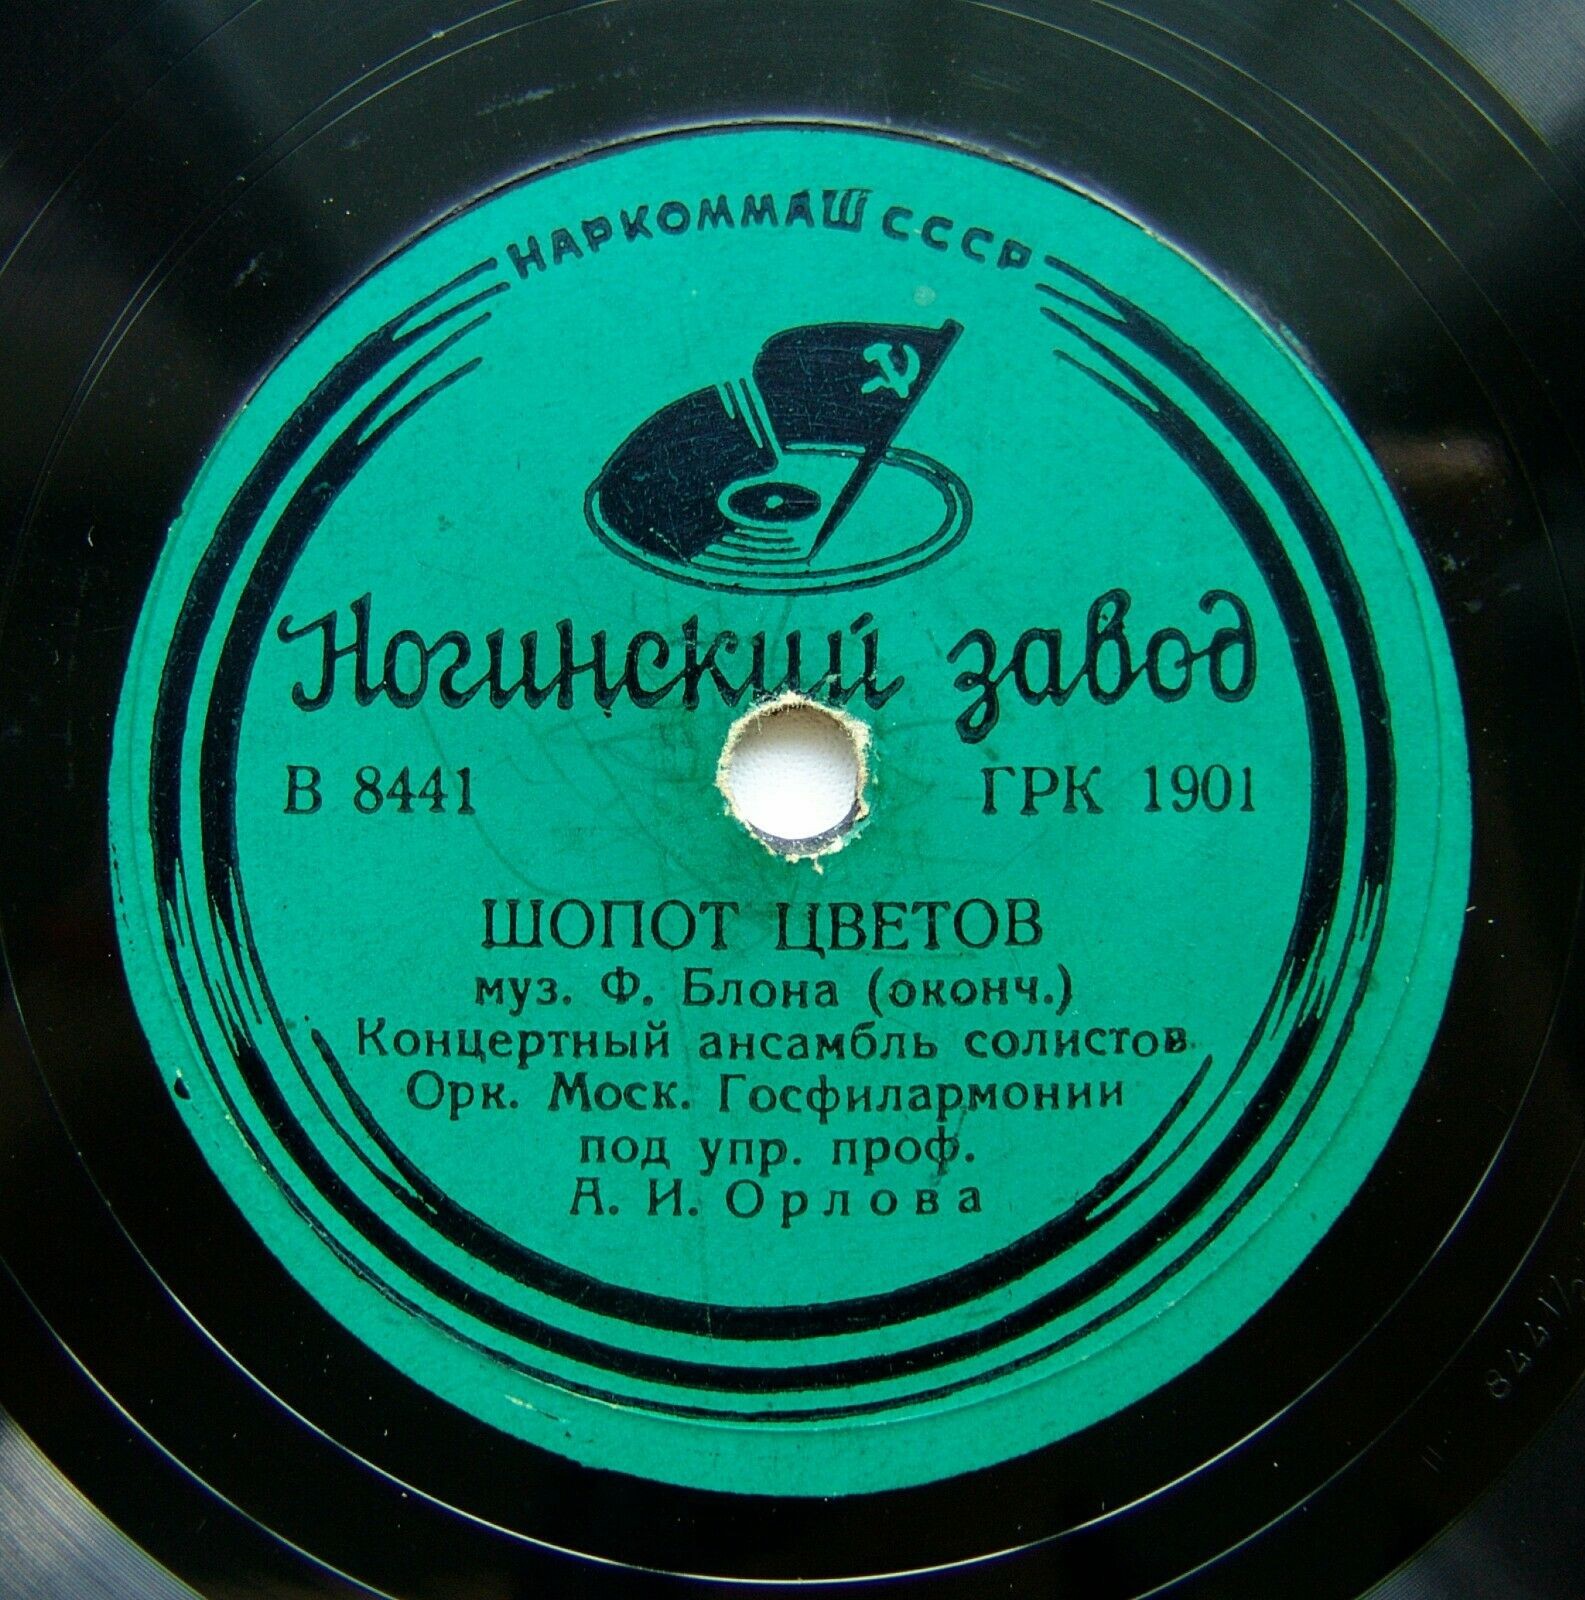 НАРКОММАШ СССР
Ногинский завод
В 8441 ГРК 1901
ШОПОТ ЦВЕТОВ
муз. Ф. Блона (оконч.)
Концертный ансамбль солистов
Орк. Моск. Госфилармонии
под упр. проф.
А. И. Орлова
8441/